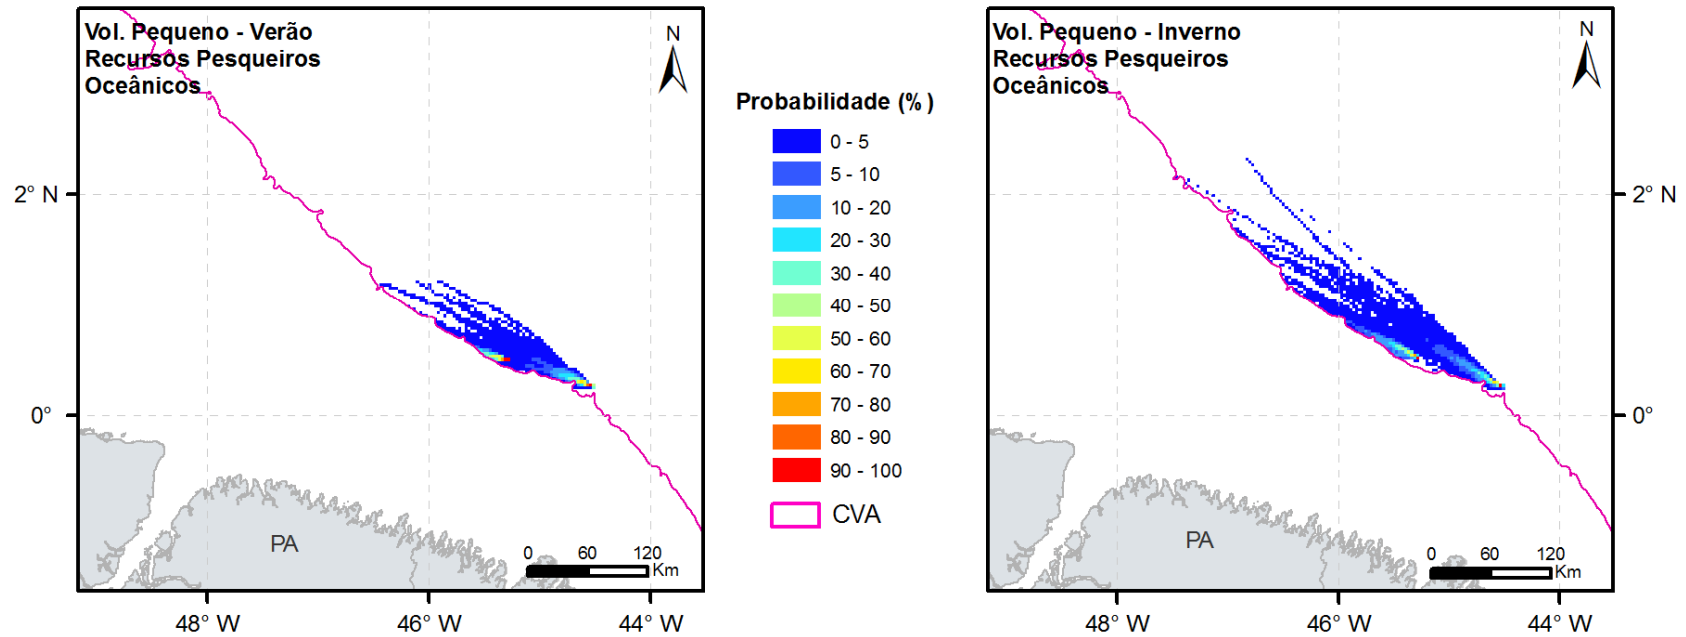 Vol. Pequeno - Verão
Recursos Pesqueiros
Oceânicos
N
2° N
0°
PA
0 60 120
Km
48° W 46° W 44° W
Probabilidade (%)
0 - 5
5 - 10
10 - 20
20 - 30
30 - 40
40 - 50
50 - 60
60 - 70
70 - 80
80 - 90
90 - 100
CVA
Vol. Pequeno - Inverno
Recursos Pesqueiros
Oceânicos
N
2° N
0°
PA
0 60 120
Km
48° W 46° W 44° W